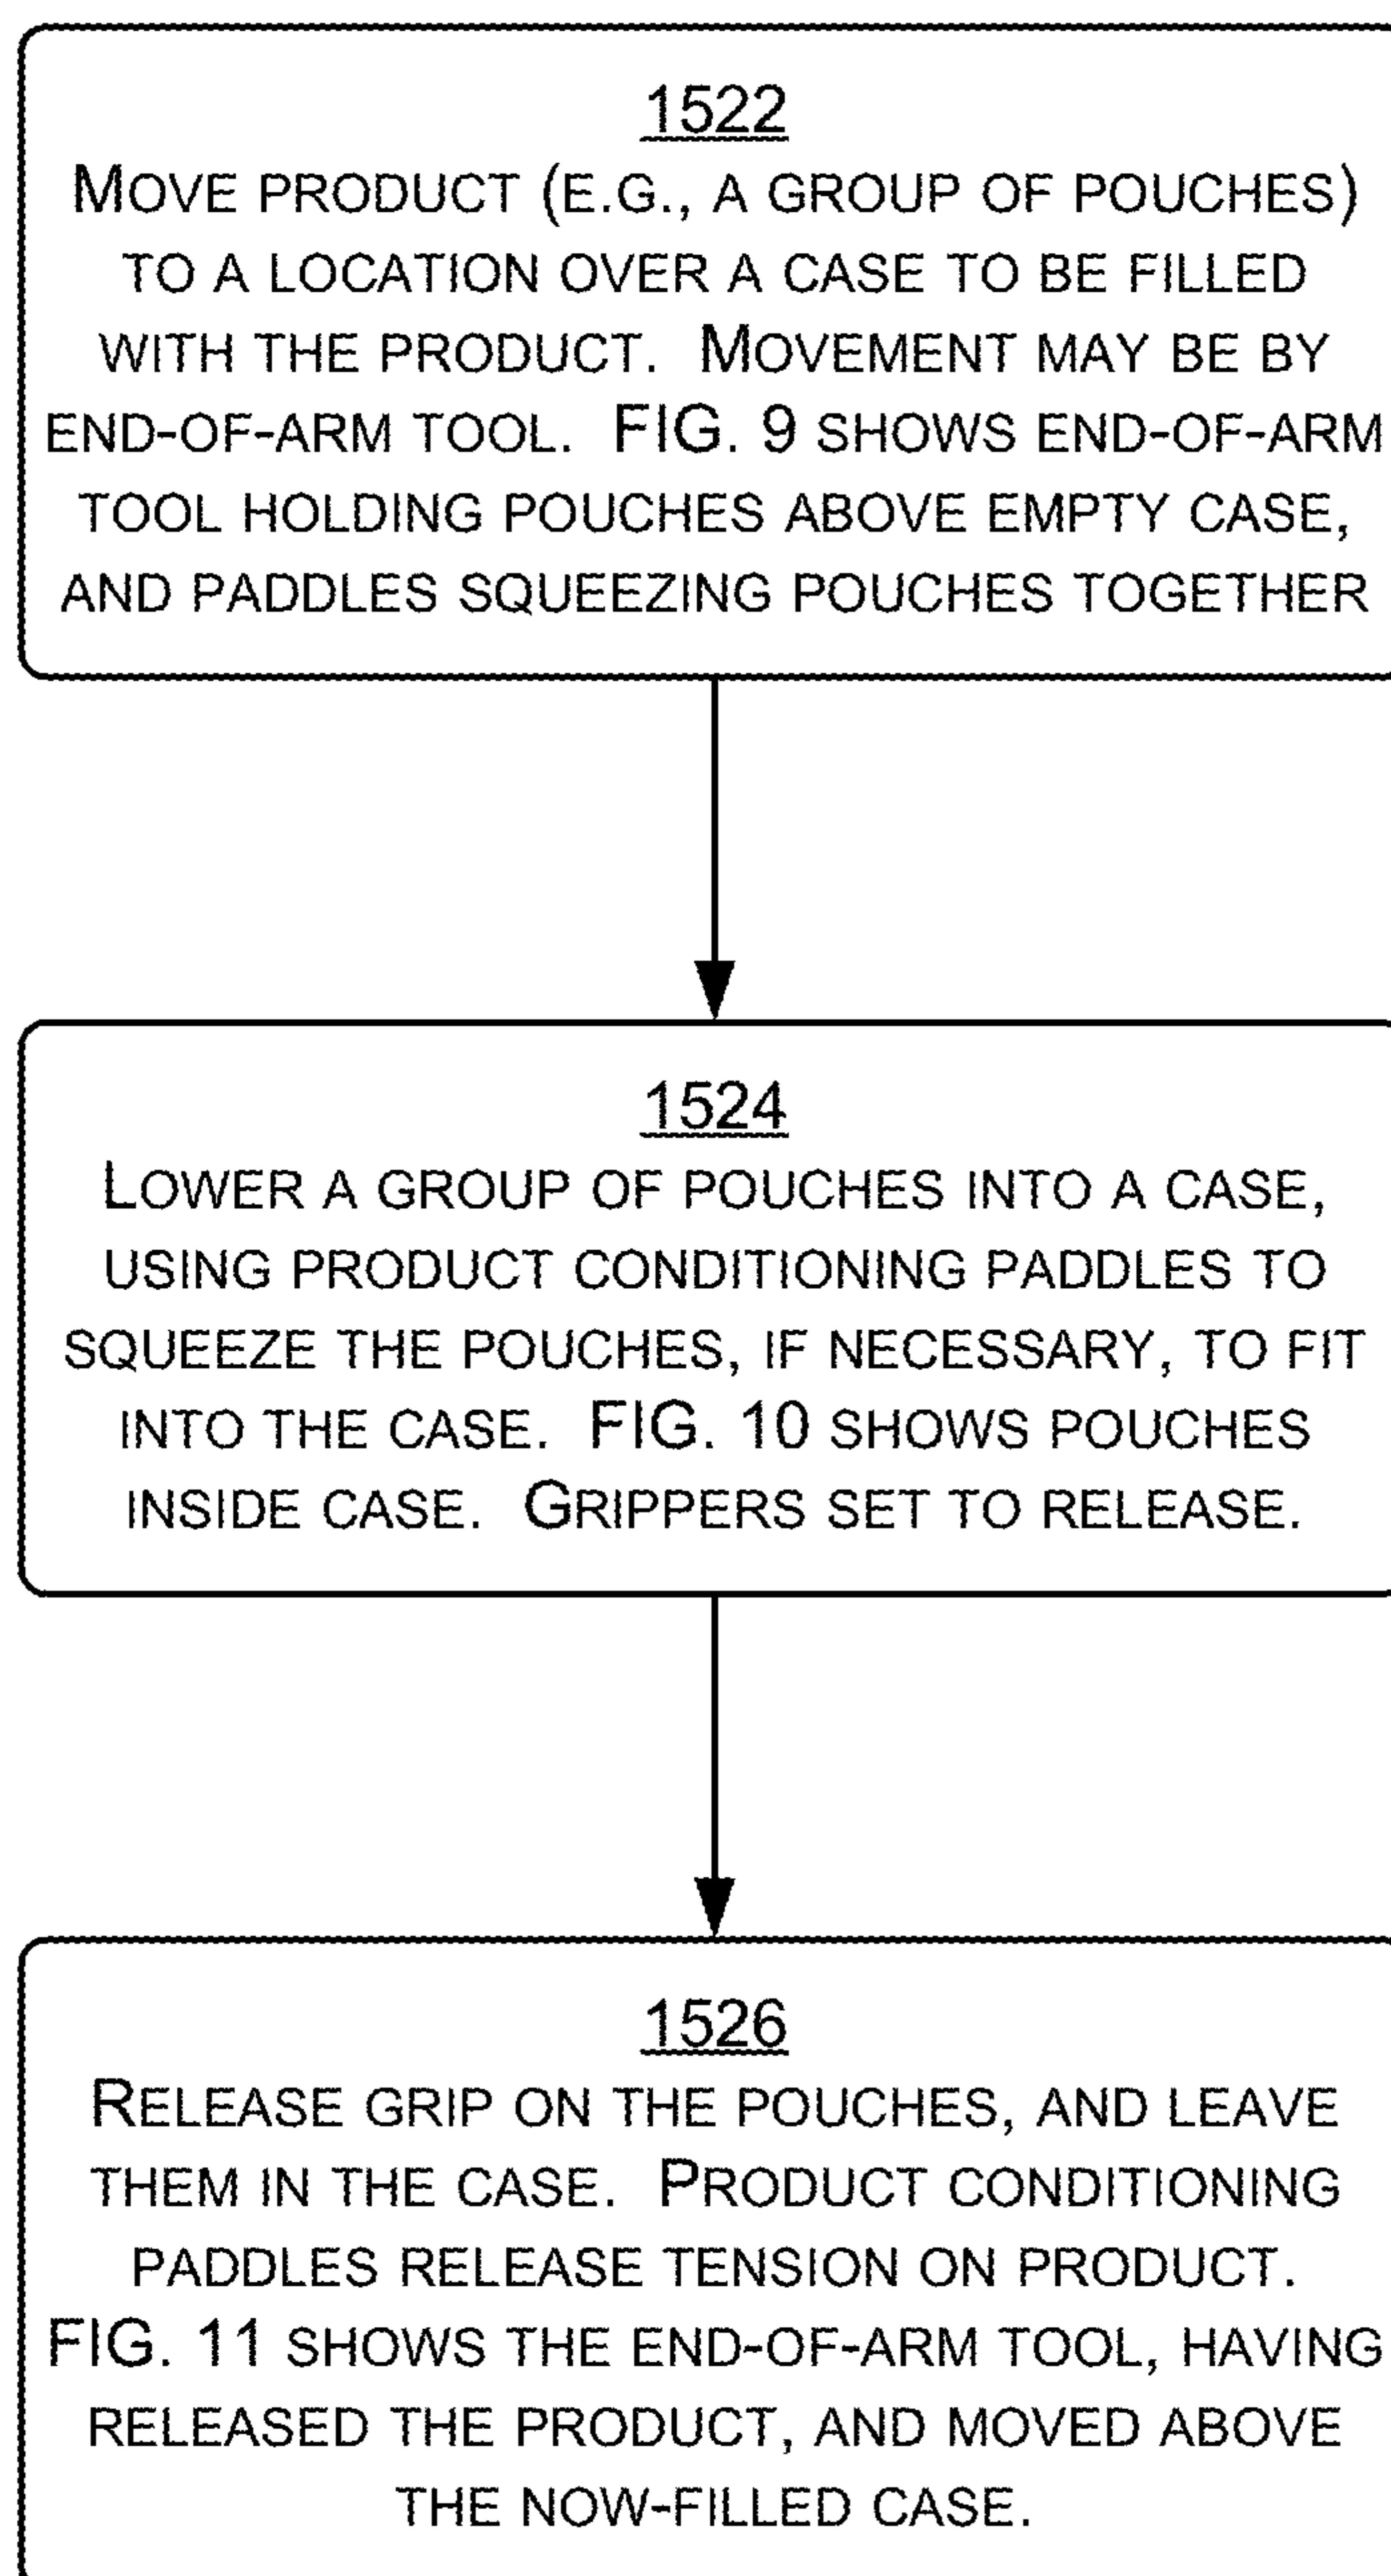 1522
MOVE PRODUCT (E.G., A GROUP OF POUCHES)
TO A LOCATION OVER A CASE TO BE FILLED
WITH THE PRODUCT. MOVEMENT MAY BE BY
END-OF-ARM TOOL. FIG. 9 SHOWS END-OF-ARM
TOOL HOLDING POUCHES ABOVE EMPTY CASE,
AND PADDLES SQUEEZING POUCHES TOGETHER
1524
LOWER A GROUP OF POUCHES INTO A CASE,
USING PRODUCT CONDITIONING PADDLES TO
SQUEEZE THE POUCHES, IF NECESSARY, TO FIT
INTO THE CASE. FIG. 10 SHOWS POUCHES
INSIDE CASE. GRIPPERS SET TO RELEASE.
1526
RELEASE GRIP ON THE POUCHES, AND LEAVE
THEM IN THE CASE. PRODUCT CONDITIONING
PADDLES RELEASE TENSION ON PRODUCT.
FIG. 11 SHOWS THE END-OF-ARM TOOL, HAVING
RELEASED THE PRODUCT, AND MOVED ABOVE
THE NOW-FILLED CASE.